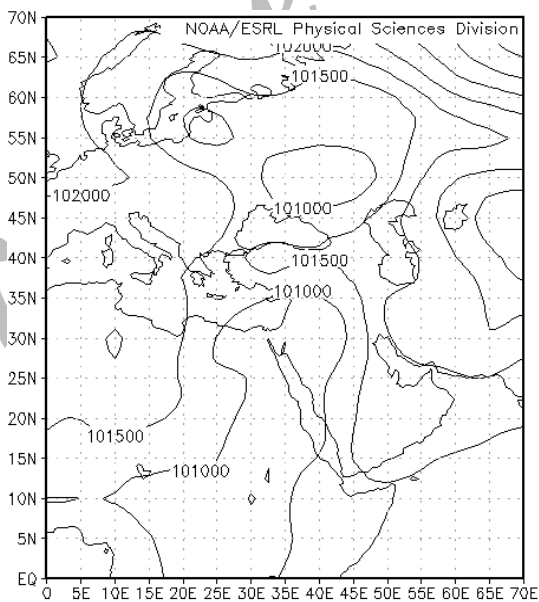 NOAA/ESRL Physical Sciences Division
70N
102000
65N
101500
60N
55N
50N
102000
45N
101000
40N
101500
35N
101000
30N
25N
20N
101500
15N
101000
10N
5N
EQ
0 5E 10E 15E 20E 25E 30E 35E 40E 45E 50E 55E 60E 65E 70E